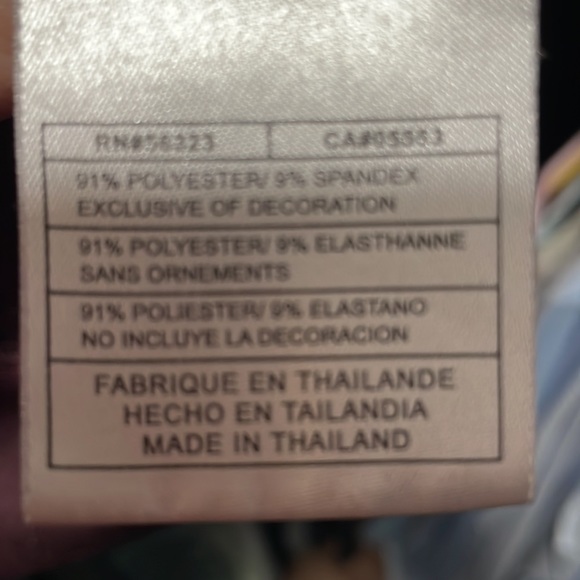 RN#56323 CA#05553
91% POLYESTER/ 9% SPANDEX
EXCLUSIVE OF DECORATION
91% POLYESTER/ 9% ELASTHANNE
SANS ORNEMENTS
91% POLIESTER/ 9% ELASTANO
NO INCLUYE LA DECORACION
FABRIQUE EN THAILANDE
HECHO EN TAILANDIA
MADE IN THAILAND